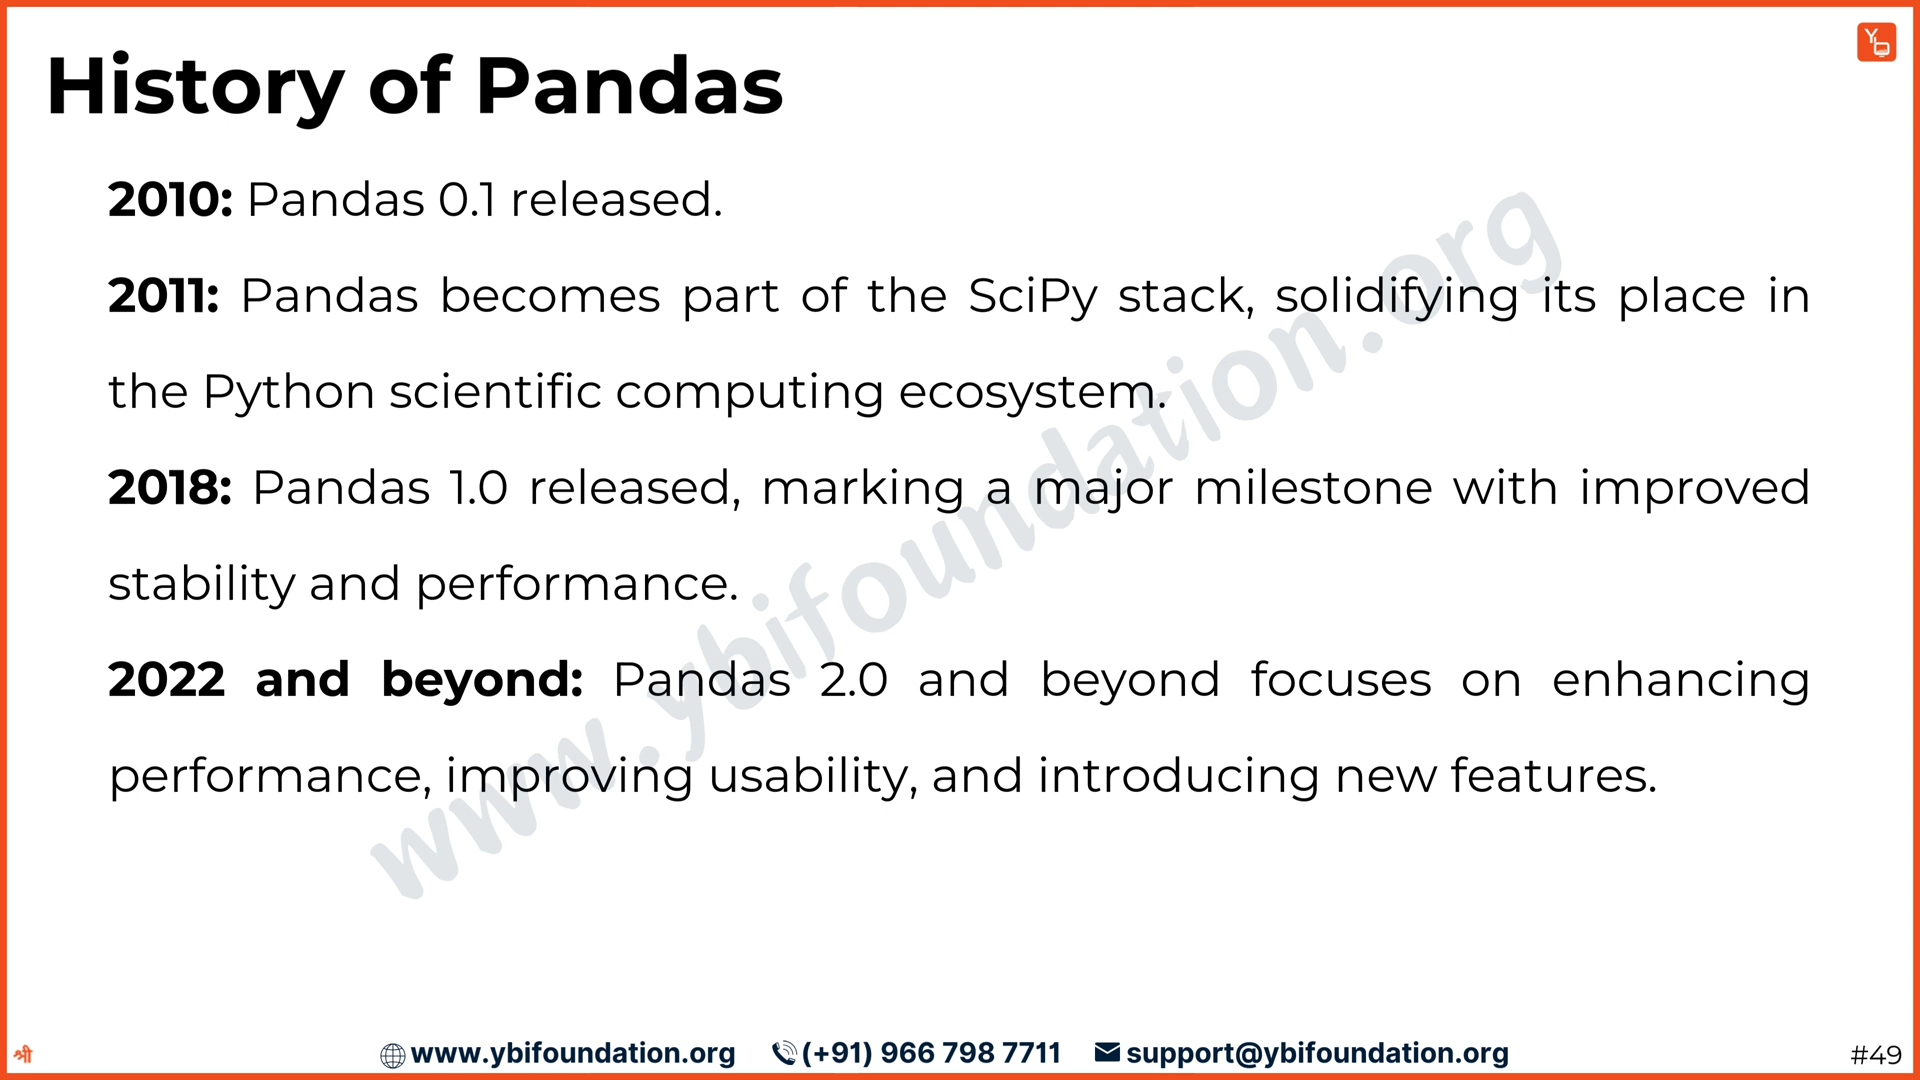 History of Pandas
2010: Pandas 0.1 released.
2011: Pandas becomes part of the SciPy stack, solidifying its place in
the Python scientific computing ecosystem.
2018: Pandas 1.0 released, marking a major milestone with improved
stability and performance.
2022 and beyond: Pandas 2.0 and beyond focuses on enhancing
performance, improving usability, and introducing new features.
www.ybifoundation.org
श्री
www.ybifoundation.org (+91) 966 798 7711 support@ybifoundation.org
#49